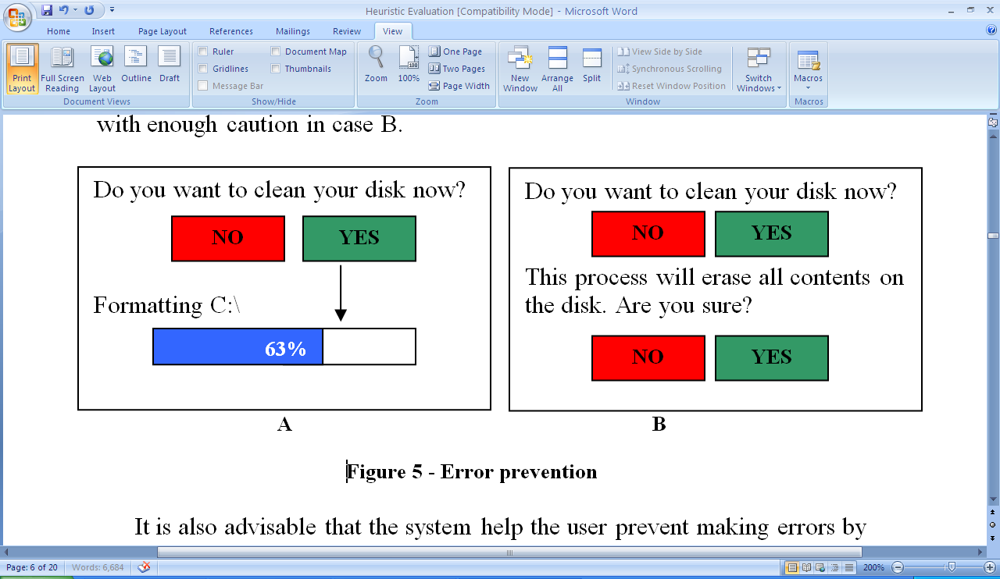 Heuristic Evaluation [Compatibility Mode] - Microsoft Word
Home Insert Page Layout References Mailings Review View
Print Layout
Full Screen Reading
Web Layout
Outline
Draft
Document Views
Ruler
Gridlines
Message Bar
Document Map
Thumbnails
Show/Hide
Zoom
100%
One Page
Two Pages
Page Width
Zoom
New Window
Arrange All
Split
View Side by Side
Synchronous Scrolling
Reset Window Position
Switch Windows
Window
Macros
Macros
with enough caution in case B.
Do you want to clean your disk now?
NO YES
Formatting C:\
63%
A
Do you want to clean your disk now?
NO YES
This process will erase all contents on
the disk. Are you sure?
NO YES
B
Figure 5 - Error prevention
It is also advisable that the system help the user prevent making errors by
Page: 6 of 20 Words: 6,684 200%